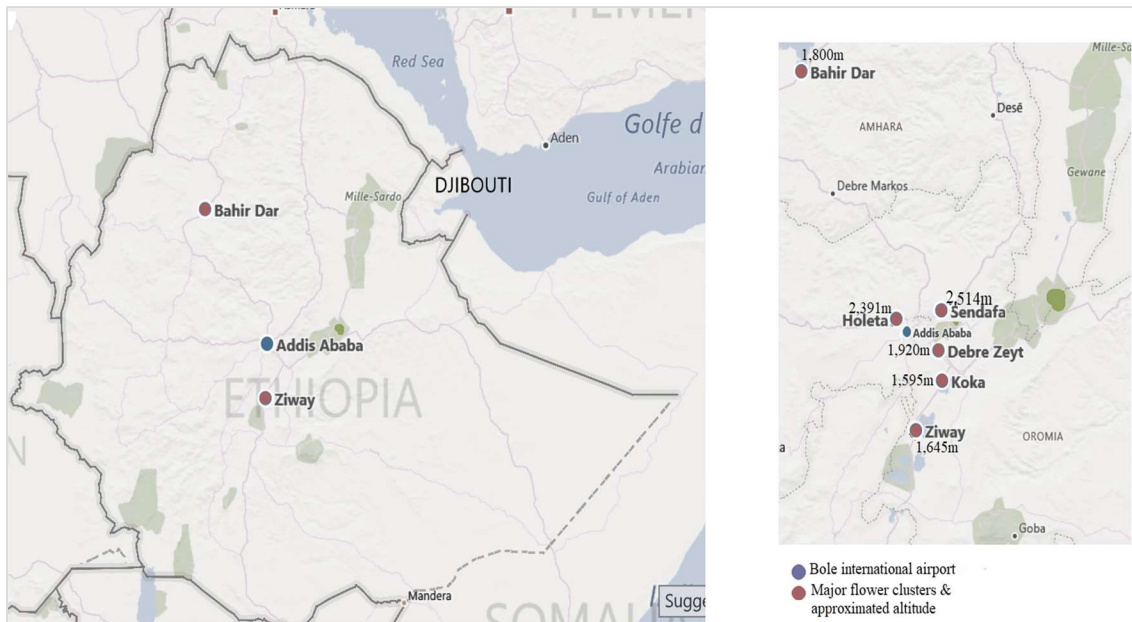 Red Sea
Golfe d
Aden
Arabian
Gulf of Aden
DJIBOUTI
Mille-Sardo
Bahir Dar
Addis Ababa
ETHIOPIA
Ziway
Mandera
Sugge
1,800m
Bahir Dar
Mille-S
Desē
AMHARA
Gewane
Debre Markos
2,514m
Sendafa
2,391m
Holeta
Addis Ababa
1,920m
Debre Zeyt
1,595m
Koka
Ziway
1,645m
OROMIA
a
Goba
Bole international airport
Major flower clusters &
approximated altitude